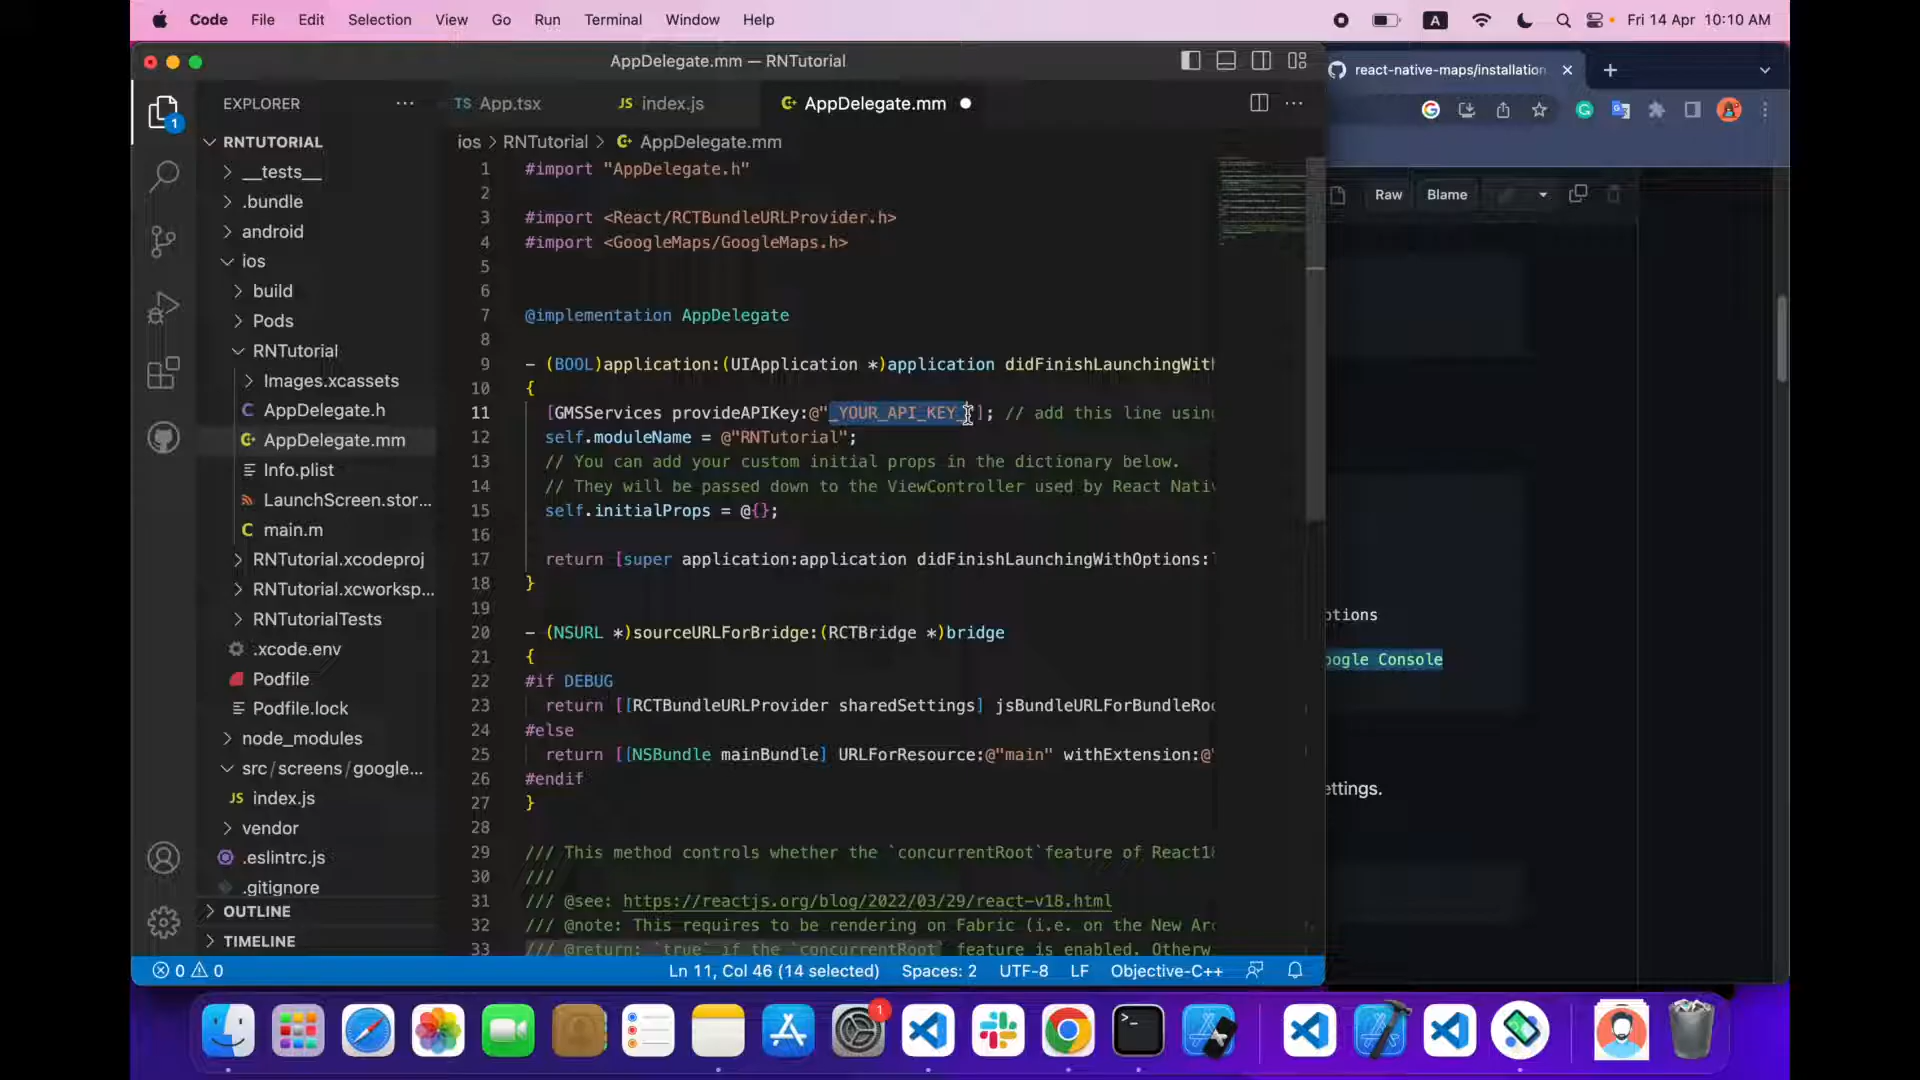 Code File Edit Selection View Go Run Terminal Window Help
A Fri 14 Apr 10:10 AM
AppDelegate.mm — RNTutorial
react-native-maps/installation
EXPLORER
TS App.tsx
JS index.js
AppDelegate.mm
ios > RNTutorial > AppDelegate.mm
Raw Blame
1
RNTUTORIAL
__tests__
.bundle
android
ios
build
Pods
RNTutorial
Images.xcassets
C AppDelegate.h
AppDelegate.mm
Info.plist
LaunchScreen.stor...
C main.m
RNTutorial.xcodeproj
RNTutorial.xcworksp...
RNTutorialTests
.xcode.env
Podfile
Podfile.lock
node_modules
src/screens/google...
JS index.js
vendor
.eslintrc.js
.gitignore
OUTLINE
TIMELINE
1 #import "AppDelegate.h"
2
3 #import <React/RCTBundleURLProvider.h>
4 #import <GoogleMaps/GoogleMaps.h>
5
6
7 @implementation AppDelegate
8
9 - (BOOL)application:(UIApplication *)application didFinishLaunchingWith
10 {
11 [GMSServices provideAPIKey:@"_YOUR_API_KEY_"]; // add this line usin
12 self.moduleName = @"RNTutorial";
13 // You can add your custom initial props in the dictionary below.
14 // They will be passed down to the ViewController used by React Nati
15 self.initialProps = @{};
16
17 return [super application:application didFinishLaunchingWithOptions:
18 }
19
20 - (NSURL *)sourceURLForBridge:(RCTBridge *)bridge
21 {
22 #if DEBUG
23 return [[RCTBundleURLProvider sharedSettings] jsBundleURLForBundleRo
24 #else
25 return [[NSBundle mainBundle] URLForResource:@"main" withExtension:@"
26 #endif
27 }
28
29 /// This method controls whether the `concurrentRoot`feature of React18
30 ///
31 /// @see: https://reactjs.org/blog/2022/03/29/react-v18.html
32 /// @note: This requires to be rendering on Fabric (i.e. on the New Arc
33 /// @return: `true` if the `concurrentRoot` feature is enabled. Otherw
ptions
oogle Console
ettings.
0 0
Ln 11, Col 46 (14 selected) Spaces: 2 UTF-8 LF Objective-C++
1